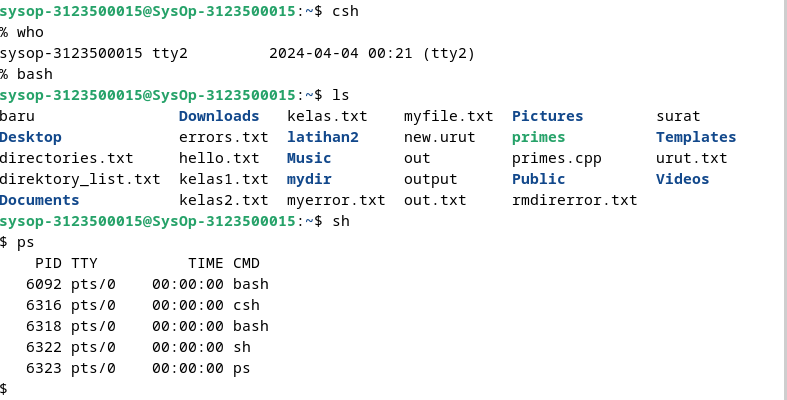 sysop-3123500015@SysOp-3123500015:~$ csh
% who
sysop-3123500015 tty2         2024-04-04 00:21 (tty2)
% bash
sysop-3123500015@SysOp-3123500015:~$ ls
baru                Downloads   kelas.txt    myfile.txt  Pictures        surat
Desktop             errors.txt  latihan2     new.urut    primes          Templates
directories.txt     hello.txt   Music        out         primes.cpp      urut.txt
direktory_list.txt  kelas1.txt  mydir        output      Public          Videos
Documents           kelas2.txt  myerror.txt  out.txt     rmdirerror.txt
sysop-3123500015@SysOp-3123500015:~$ sh
$ ps
    PID TTY          TIME CMD
   6092 pts/0    00:00:00 bash
   6316 pts/0    00:00:00 csh
   6318 pts/0    00:00:00 bash
   6322 pts/0    00:00:00 sh
   6323 pts/0    00:00:00 ps
$